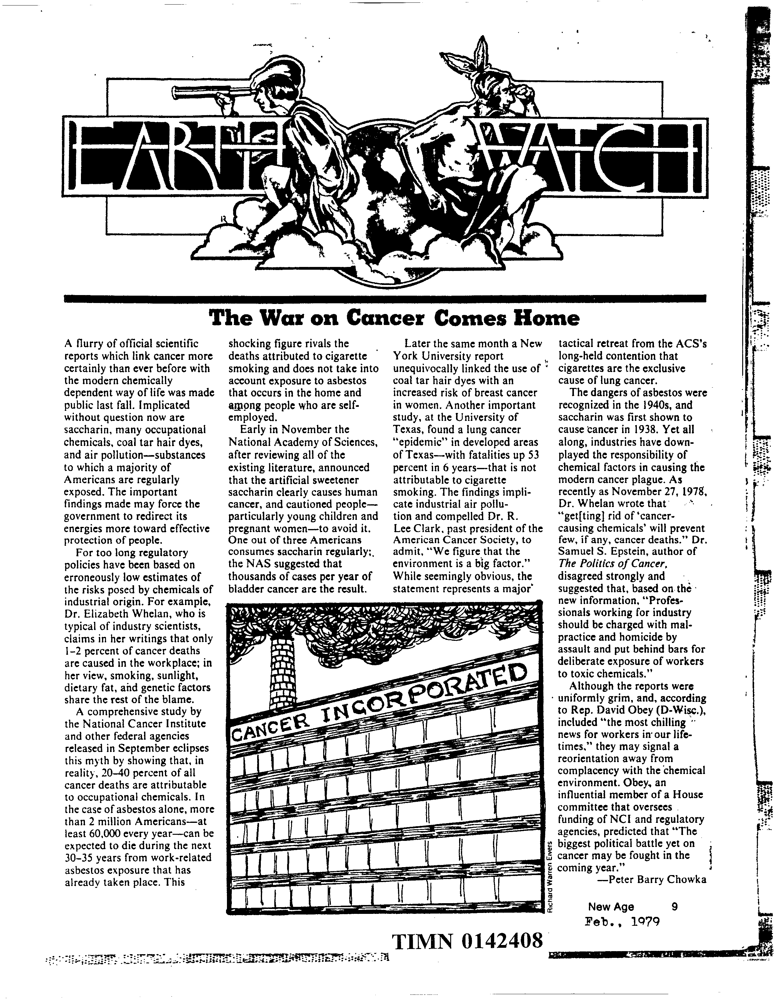 EARTH WATCH
The War on Cancer Comes Home
A flurry of official scientific
reports which link cancer more
certainly than ever before with
the modern chemically
dependent way of life was made
public last fall. Implicated
without question now are
saccharin, many occupational
chemicals, coal tar hair dyes,
and air pollution—substances
to which a majority of
Americans are regularly
exposed. The important
findings made may force the
government to redirect its
energies more toward effective
protection of people.
For too long regulatory
policies have been based on
erroneously low estimates of
the risks posed by chemicals of
industrial origin. For example,
Dr. Elizabeth Whelan, who is
typical of industry scientists,
claims in her writings that only
1-2 percent of cancer deaths
are caused in the workplace; in
her view, smoking, sunlight,
dietary fat, and genetic factors
share the rest of the blame.
A comprehensive study by
the National Cancer Institute
and other federal agencies
released in September eclipses
this myth by showing that, in
reality, 20-40 percent of all
cancer deaths are attributable
to occupational chemicals. In
the case of asbestos alone, more
than 2 million Americans—at
least 60,000 every year—can be
expected to die during the next
30-35 years from work-related
asbestos exposure that has
already taken place. This
shocking figure rivals the
deaths attributed to cigarette
smoking and does not take into
account exposure to asbestos
that occurs in the home and
among people who are self-
employed.
Early in November the
National Academy of Sciences,
after reviewing all of the
existing literature, announced
that the artificial sweetener
saccharin clearly causes human
cancer, and cautioned people—
particularly young children and
pregnant women—to avoid it.
One out of three Americans
consumes saccharin regularly;
the NAS suggested that
thousands of cases per year of
bladder cancer are the result.
Later the same month a New
York University report
unequivocally linked the use of
coal tar hair dyes with an
increased risk of breast cancer
in women. Another important
study, at the University of
Texas, found a lung cancer
"epidemic" in developed areas
of Texas—with fatalities up 53
percent in 6 years—that is not
attributable to cigarette
smoking. The findings impli-
cate industrial air pollu-
tion and compelled Dr. R.
Lee Clark, past president of the
American Cancer Society, to
admit, "We figure that the
environment is a big factor."
While seemingly obvious, the
statement represents a major
tactical retreat from the ACS's
long-held contention that
cigarettes are the exclusive
cause of lung cancer.
The dangers of asbestos were
recognized in the 1940s, and
saccharin was first shown to
cause cancer in 1938. Yet all
along, industries have down-
played the responsibility of
chemical factors in causing the
modern cancer plague. As
recently as November 27, 1978,
Dr. Whelan wrote that
"get[ting] rid of 'cancer-
causing chemicals' will prevent
few, if any, cancer deaths." Dr.
Samuel S. Epstein, author of
The Politics of Cancer,
disagreed strongly and
suggested that, based on the
new information, "Profes-
sionals working for industry
should be charged with mal-
practice and homicide by
assault and put behind bars for
deliberate exposure of workers
to toxic chemicals."
Although the reports were
uniformly grim, and, according
to Rep. David Obey (D-Wisc.),
included "the most chilling
news for workers in our life-
times," they may signal a
reorientation away from
complacency with the chemical
environment. Obey, an
influential member of a House
committee that oversees
funding of NCI and regulatory
agencies, predicted that "The
biggest political battle yet on
cancer may be fought in the
coming year."
—Peter Barry Chowka
CANCER INCORPORATED
Richard Warren Ewers
New Age 9
Feb., 1979
TIMN 0142408